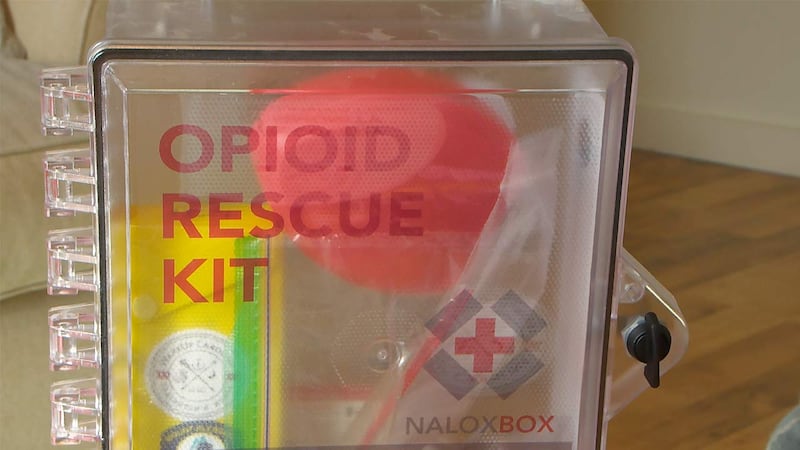 OPIOID
RESCUE
KIT
NALOXBOX